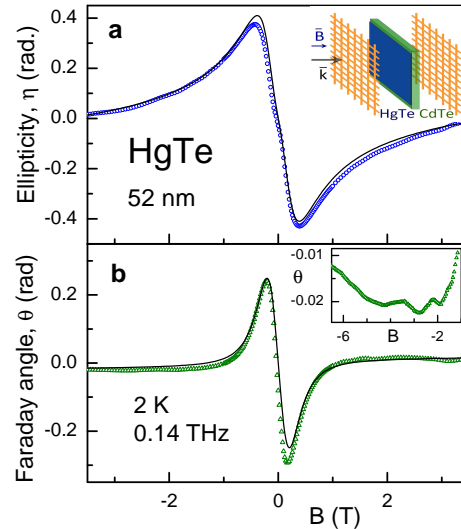 a
Ellipticity, η (rad.)
0.4
0.2
0.0
-0.2
-0.4
HgTe
52 nm
B̄
k̄
HgTe CdTe
b
Faraday angle, θ (rad)
0.2
0.0
-0.2
2 K
0.14 THz
θ
-0.01
-0.02
-6
-4
B
-2
-2
0
2
B (T)